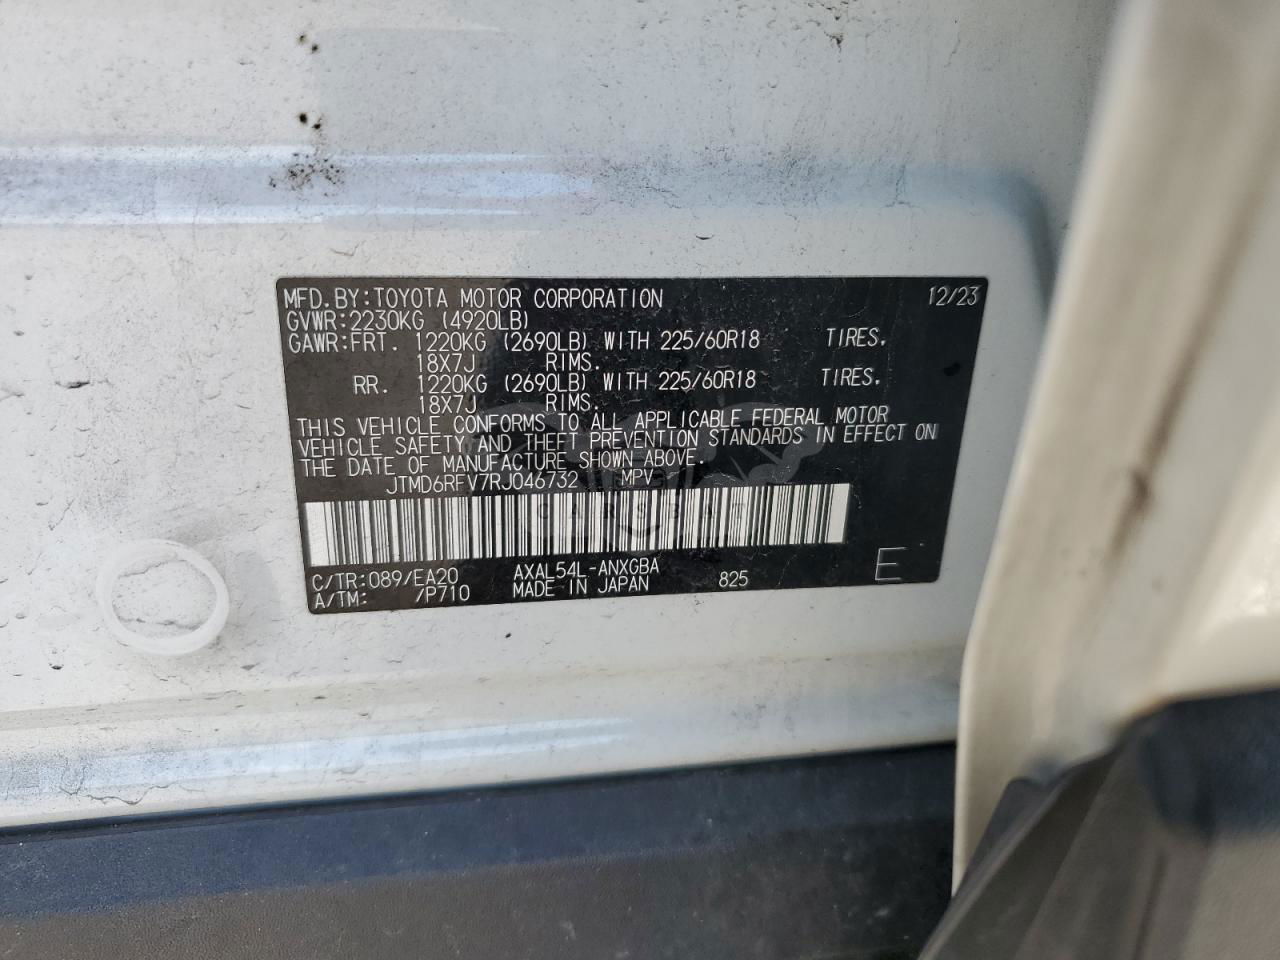 MFD.BY:TOYOTA MOTOR CORPORATION 12/23
GVWR:2230KG (4920LB)
GAWR:FRT. 1220KG (2690LB) WITH 225/60R18 TIRES.
18X7J RIMS.
RR. 1220KG (2690LB) WITH 225/60R18 TIRES.
18X7J RIMS.
THIS VEHICLE CONFORMS TO ALL APPLICABLE FEDERAL MOTOR
VEHICLE SAFETY AND THEFT PREVENTION STANDARDS IN EFFECT ON
THE DATE OF MANUFACTURE SHOWN ABOVE.
JTMD6RFV7RJ046732 MPV
C/TR:089/EA20 AXAL54L-ANXGBA 825 E
A/TM: /P710 MADE IN JAPAN